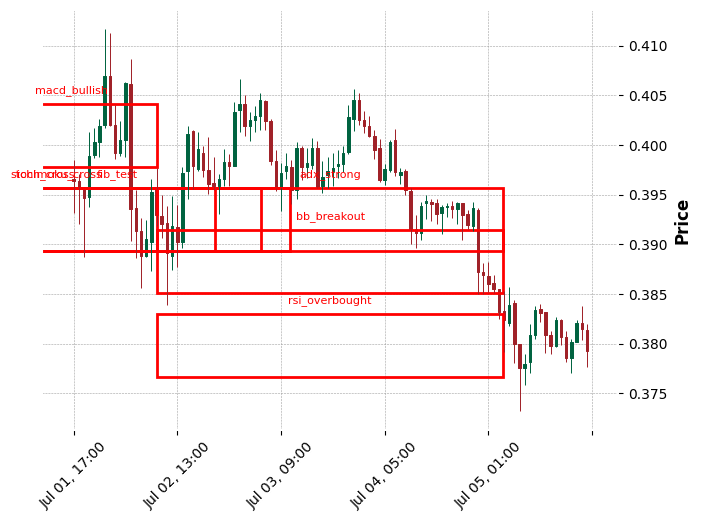 0.410
macd_bullish
0.405
0.400
fib_test
adx_strong
0.395
bb_breakout
0.390
0.385
rsi_overbought
0.380
0.375
Price
Jul 01, 17:00
Jul 02, 13:00
Jul 03, 09:00
Jul 04, 05:00
Jul 05, 01:00